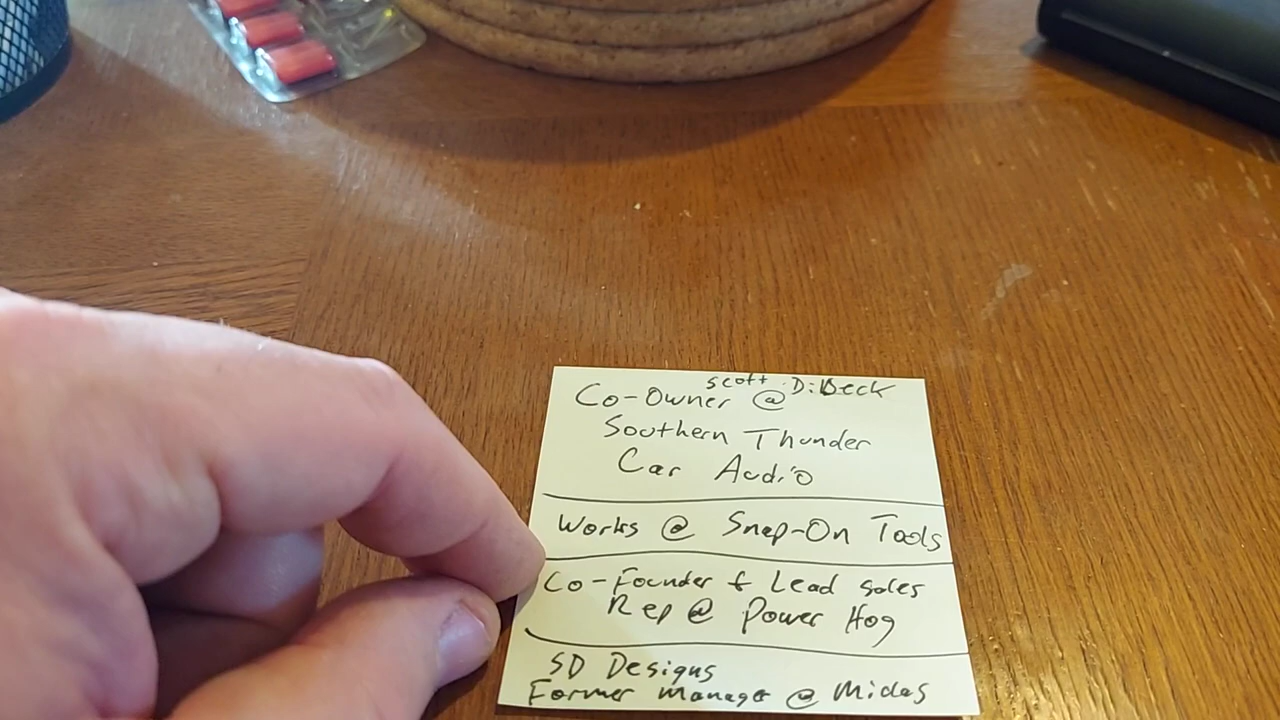 Scott DiBeck
Co-Owner @
Southern Thunder
Car Audio
Works @ Snap-On Tools
Co-Founder & Lead Sales
Rep @ Power Hog
SD Designs
Former Manager @ Midas